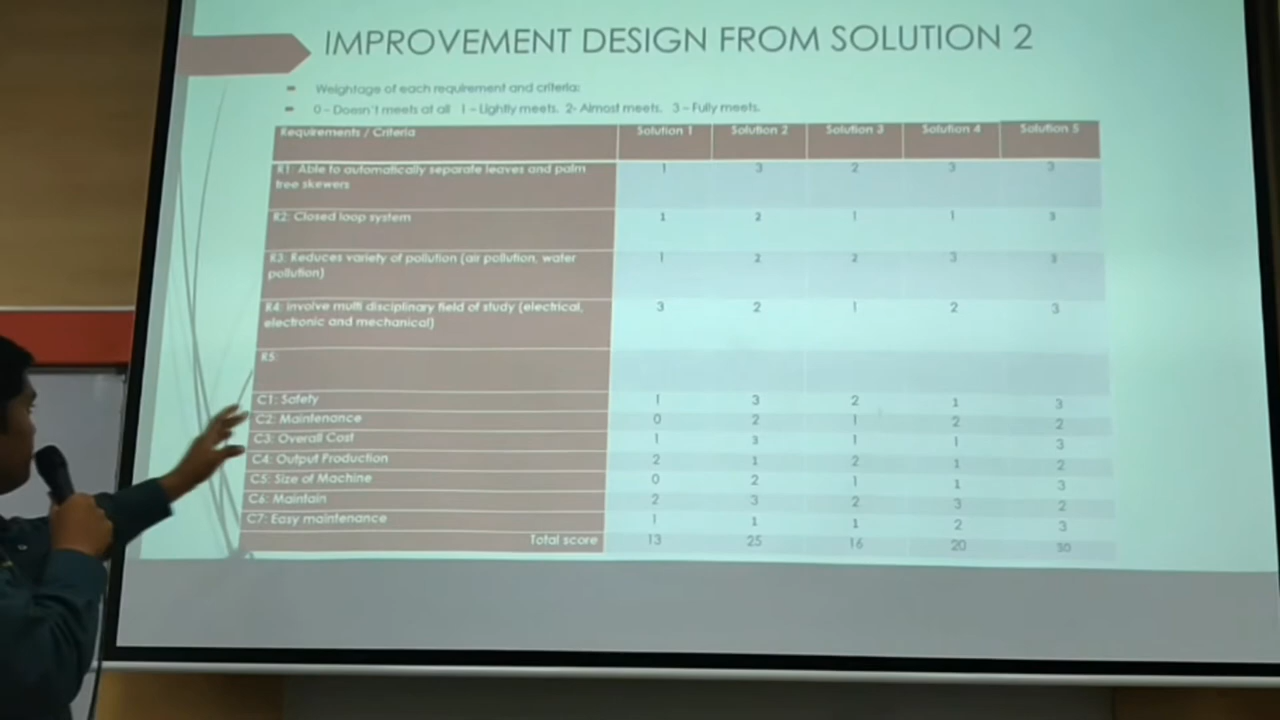 IMPROVEMENT DESIGN FROM SOLUTION 2
Weightage of each requirement and criteria:
0 – Doesn't meets at all 1 – Lightly meets. 2- Almost meets. 3 – Fully meets.
Requirements / Criteria Solution 1 Solution 2 Solution 3 Solution 4 Solution 5
R1: Able to automatically separate leaves and palm 1 3 2 3 3
tree skewers
R2: Closed loop system 1 2 1 1 3
R3: Reduces variety of pollution (air pollution, water 1 2 2 3 3
pollution)
R4: Involve multi disciplinary field of study (electrical, 3 2 1 2 3
electronic and mechanical)
R5:
C1: Safety 1 3 2 1 3
C2: Maintenance 0 2 1 2 2
C3: Overall Cost 1 3 1 1 3
C4: Output Production 2 1 2 1 2
C5: Size of Machine 0 2 1 1 3
C6: Maintain 2 3 2 3 2
C7: Easy maintenance 1 1 1 2 3
Total score 13 25 16 20 30